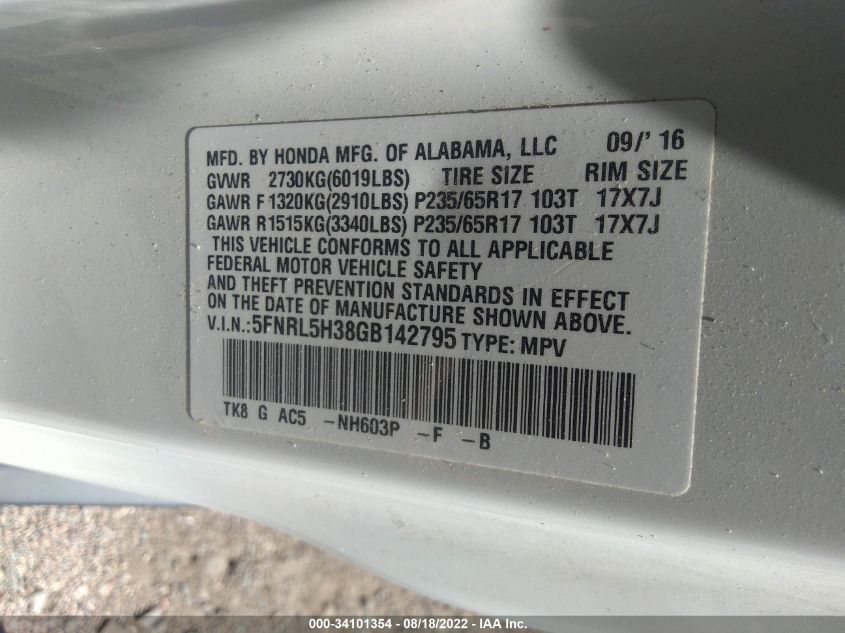 MFD. BY HONDA MFG. OF ALABAMA, LLC 09/' 16
GVWR 2730KG(6019LBS) TIRE SIZE RIM SIZE
GAWR F 1320KG(2910LBS) P235/65R17 103T 17X7J
GAWR R1515KG(3340LBS) P235/65R17 103T 17X7J
THIS VEHICLE CONFORMS TO ALL APPLICABLE
FEDERAL MOTOR VEHICLE SAFETY
AND THEFT PREVENTION STANDARDS IN EFFECT
ON THE DATE OF MANUFACTURE SHOWN ABOVE.
V.I.N.:5FNRL5H38GB142795 TYPE: MPV
TK8 G AC5 -NH603P -F -B
000-34101354 - 08/18/2022 - IAA Inc.